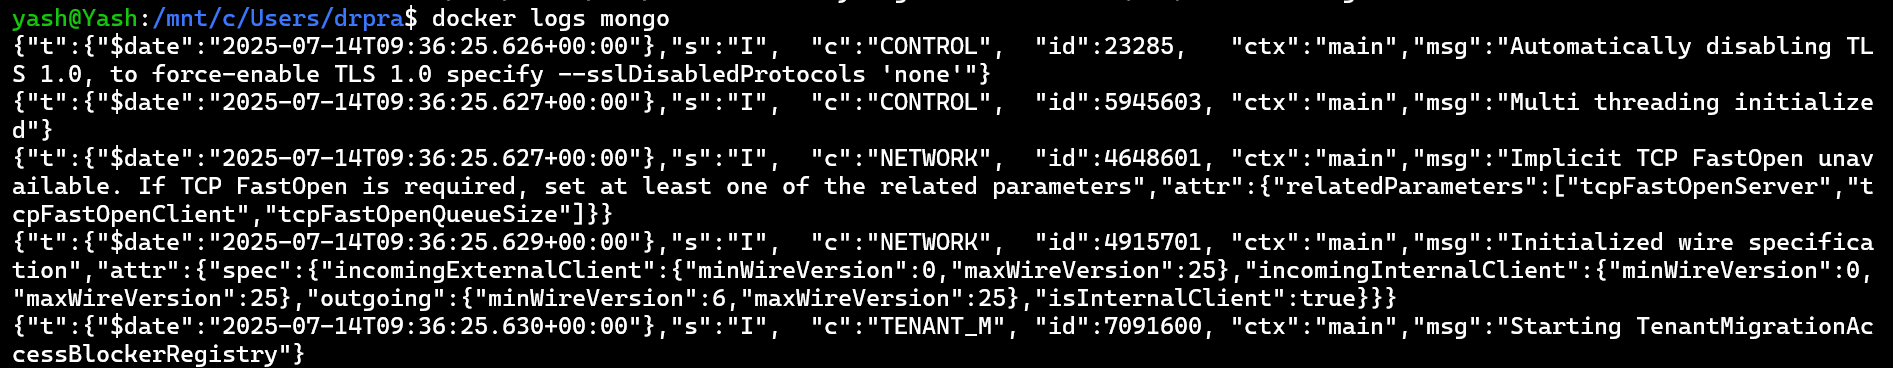 yash@Yash:/mnt/c/Users/drpra$ docker logs mongo
{"t":{"$date":"2025-07-14T09:36:25.626+00:00"},"s":"I",  "c":"CONTROL",  "id":23285,   "ctx":"main","msg":"Automatically disabling TL
S 1.0, to force-enable TLS 1.0 specify --sslDisabledProtocols 'none'"}
{"t":{"$date":"2025-07-14T09:36:25.627+00:00"},"s":"I",  "c":"CONTROL",  "id":5945603, "ctx":"main","msg":"Multi threading initialize
d"}
{"t":{"$date":"2025-07-14T09:36:25.627+00:00"},"s":"I",  "c":"NETWORK",  "id":4648601, "ctx":"main","msg":"Implicit TCP FastOpen unav
ailable. If TCP FastOpen is required, set at least one of the related parameters","attr":{"relatedParameters":["tcpFastOpenServer","t
cpFastOpenClient","tcpFastOpenQueueSize"]}}
{"t":{"$date":"2025-07-14T09:36:25.629+00:00"},"s":"I",  "c":"NETWORK",  "id":4915701, "ctx":"main","msg":"Initialized wire specifica
tion","attr":{"spec":{"incomingExternalClient":{"minWireVersion":0,"maxWireVersion":25},"incomingInternalClient":{"minWireVersion":0,
"maxWireVersion":25},"outgoing":{"minWireVersion":6,"maxWireVersion":25},"isInternalClient":true}}}
{"t":{"$date":"2025-07-14T09:36:25.630+00:00"},"s":"I",  "c":"TENANT_M", "id":7091600, "ctx":"main","msg":"Starting TenantMigrationAc
cessBlockerRegistry"}